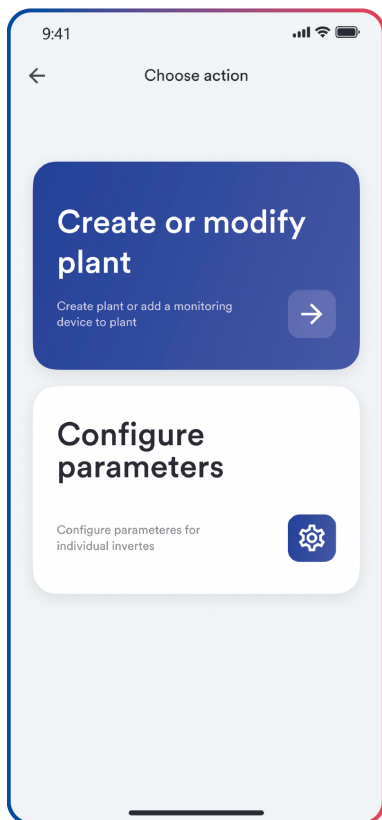 9:41
Choose action
Create or modify
plant
Create plant or add a monitoring
device to plant
Configure
parameters
Configure parameteres for
individual invertes